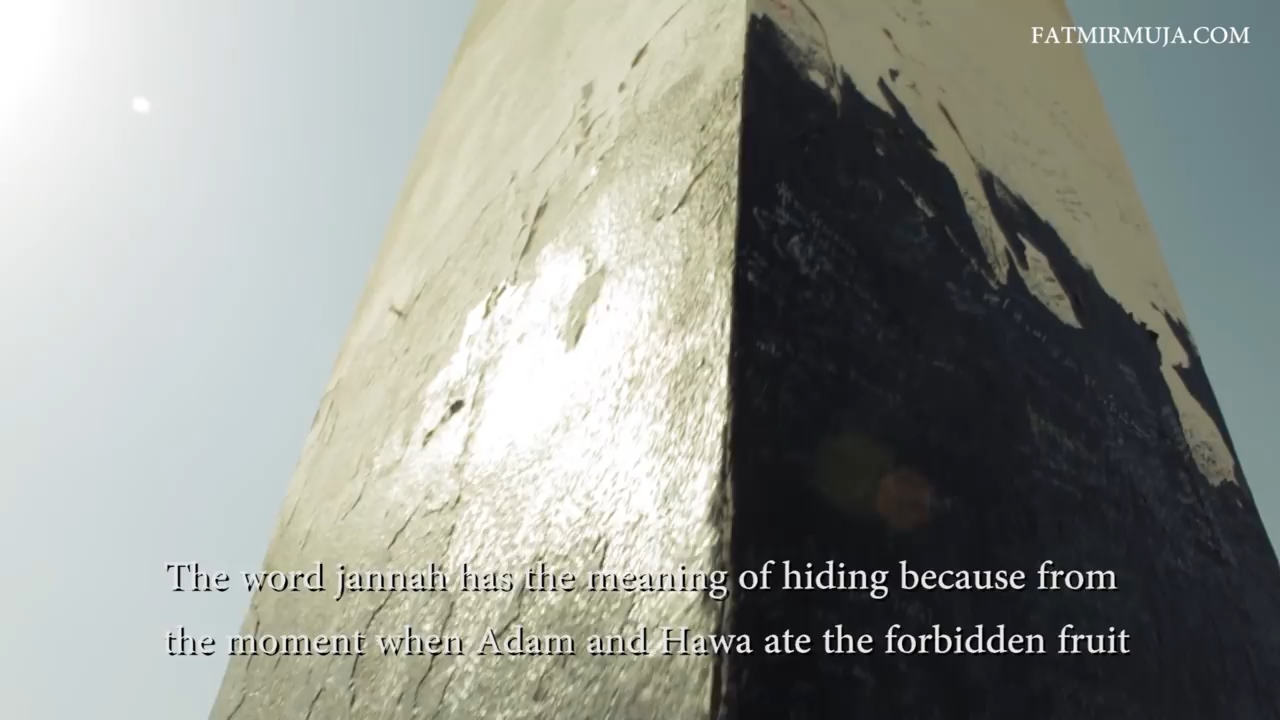 FATMIRMUJA.COM
The word jannah has the meaning of hiding because from
the moment when Adam and Hawa ate the forbidden fruit